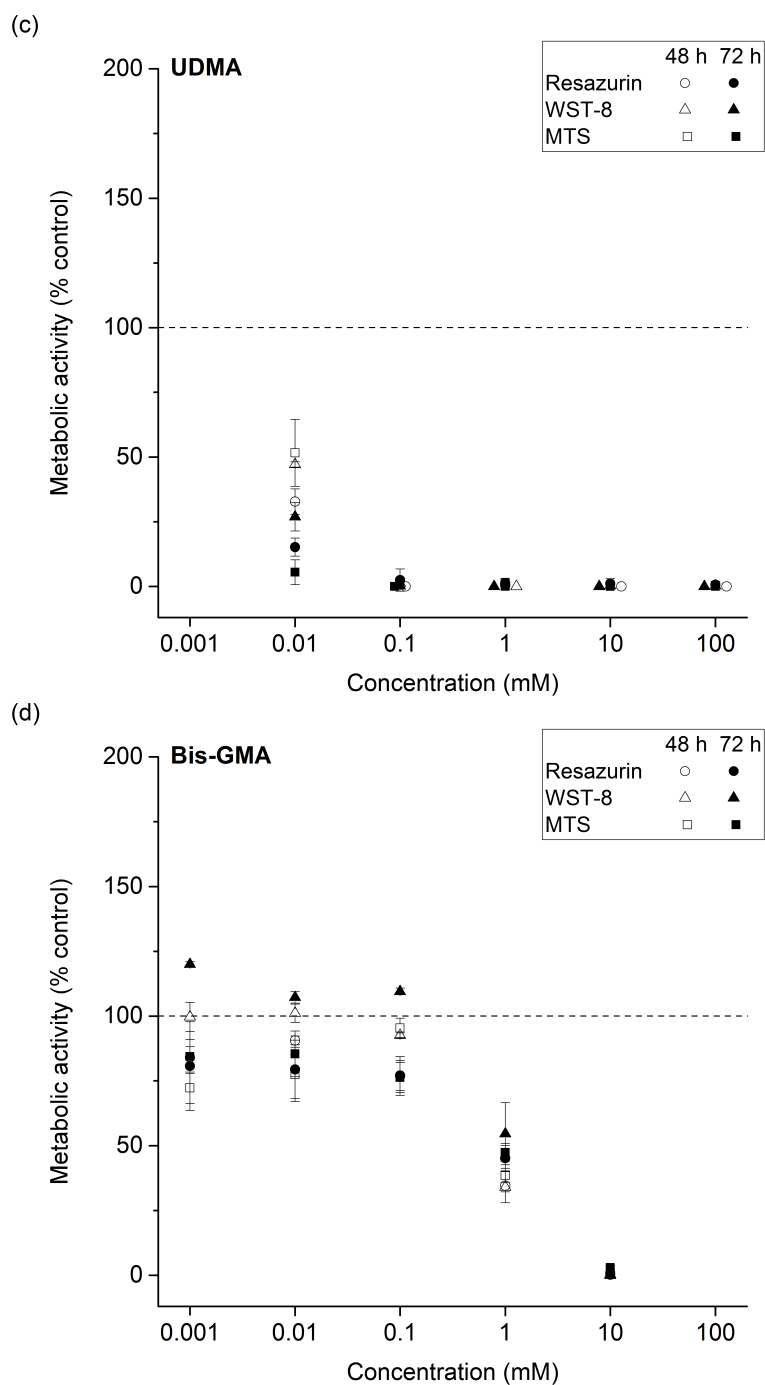 (c)
UDMA
48 h 72 h
Resazurin
WST-8
MTS
200
150
100
50
0
Metabolic activity (% control)
0.001 0.01 0.1 1 10 100
Concentration (mM)
(d)
Bis-GMA
48 h 72 h
Resazurin
WST-8
MTS
200
150
100
50
0
Metabolic activity (% control)
0.001 0.01 0.1 1 10 100
Concentration (mM)